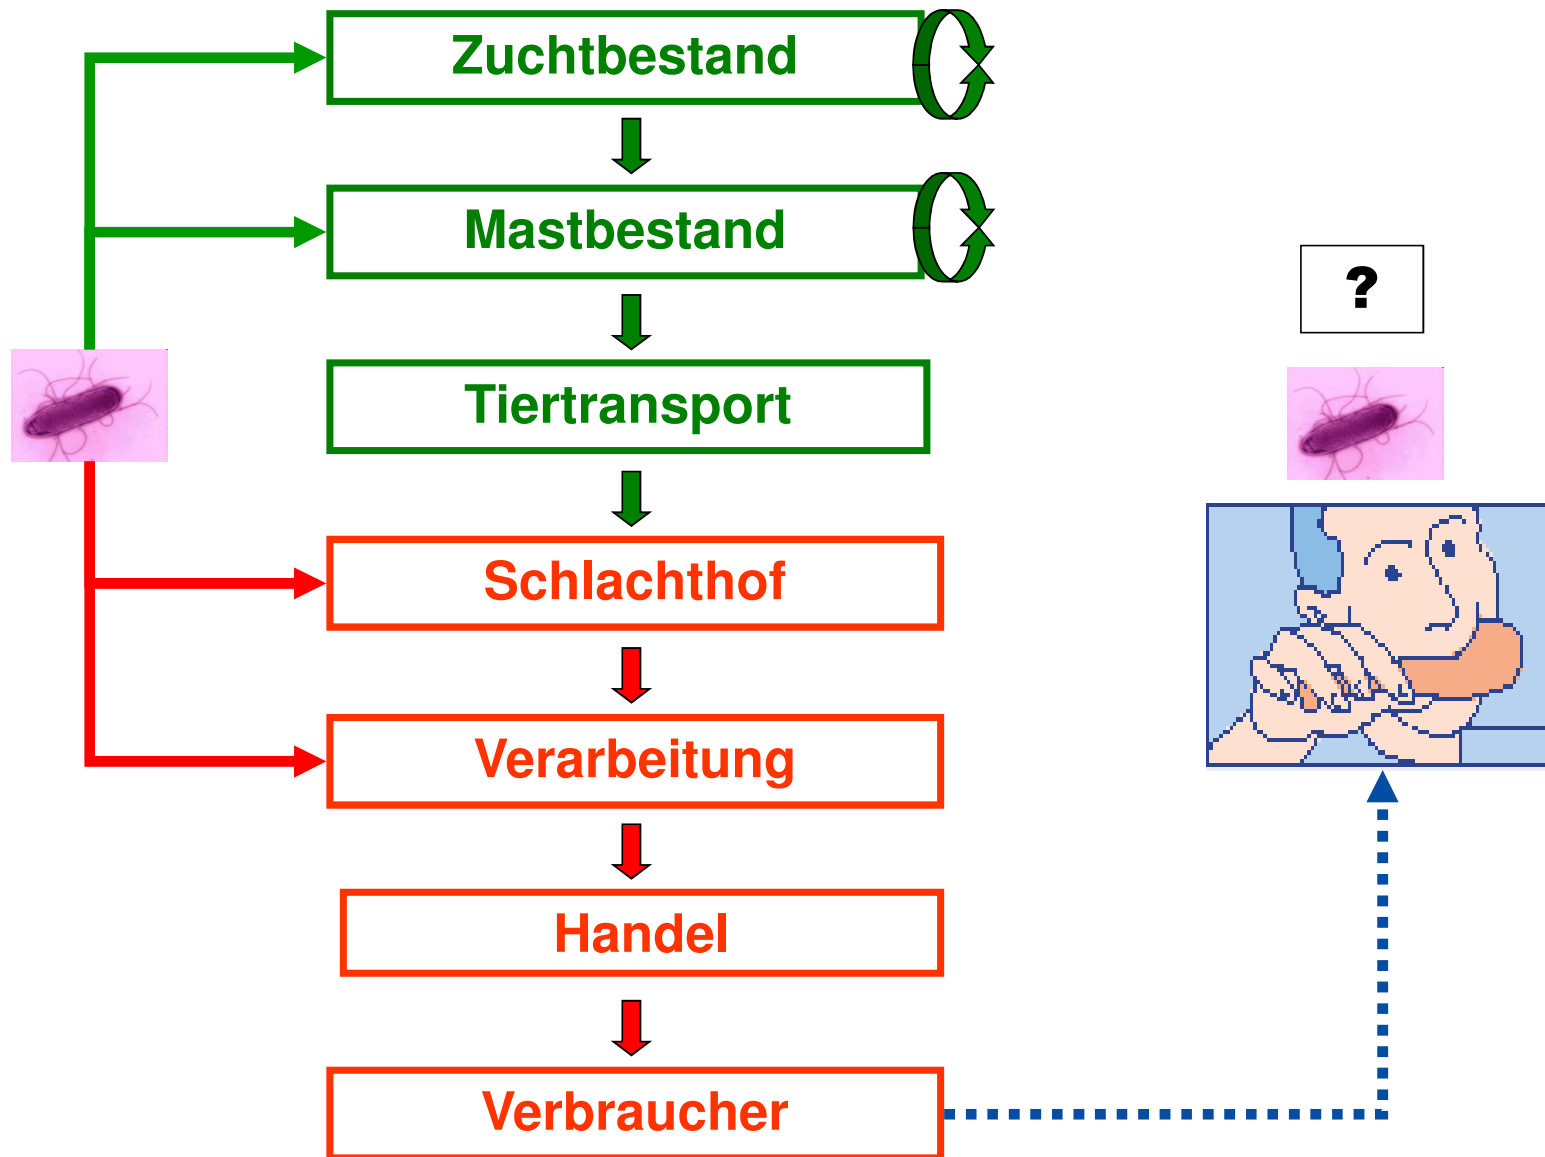 Zuchtbestand
Mastbestand
?
Tiertransport
Schlachthof
Verarbeitung
Handel
Verbraucher